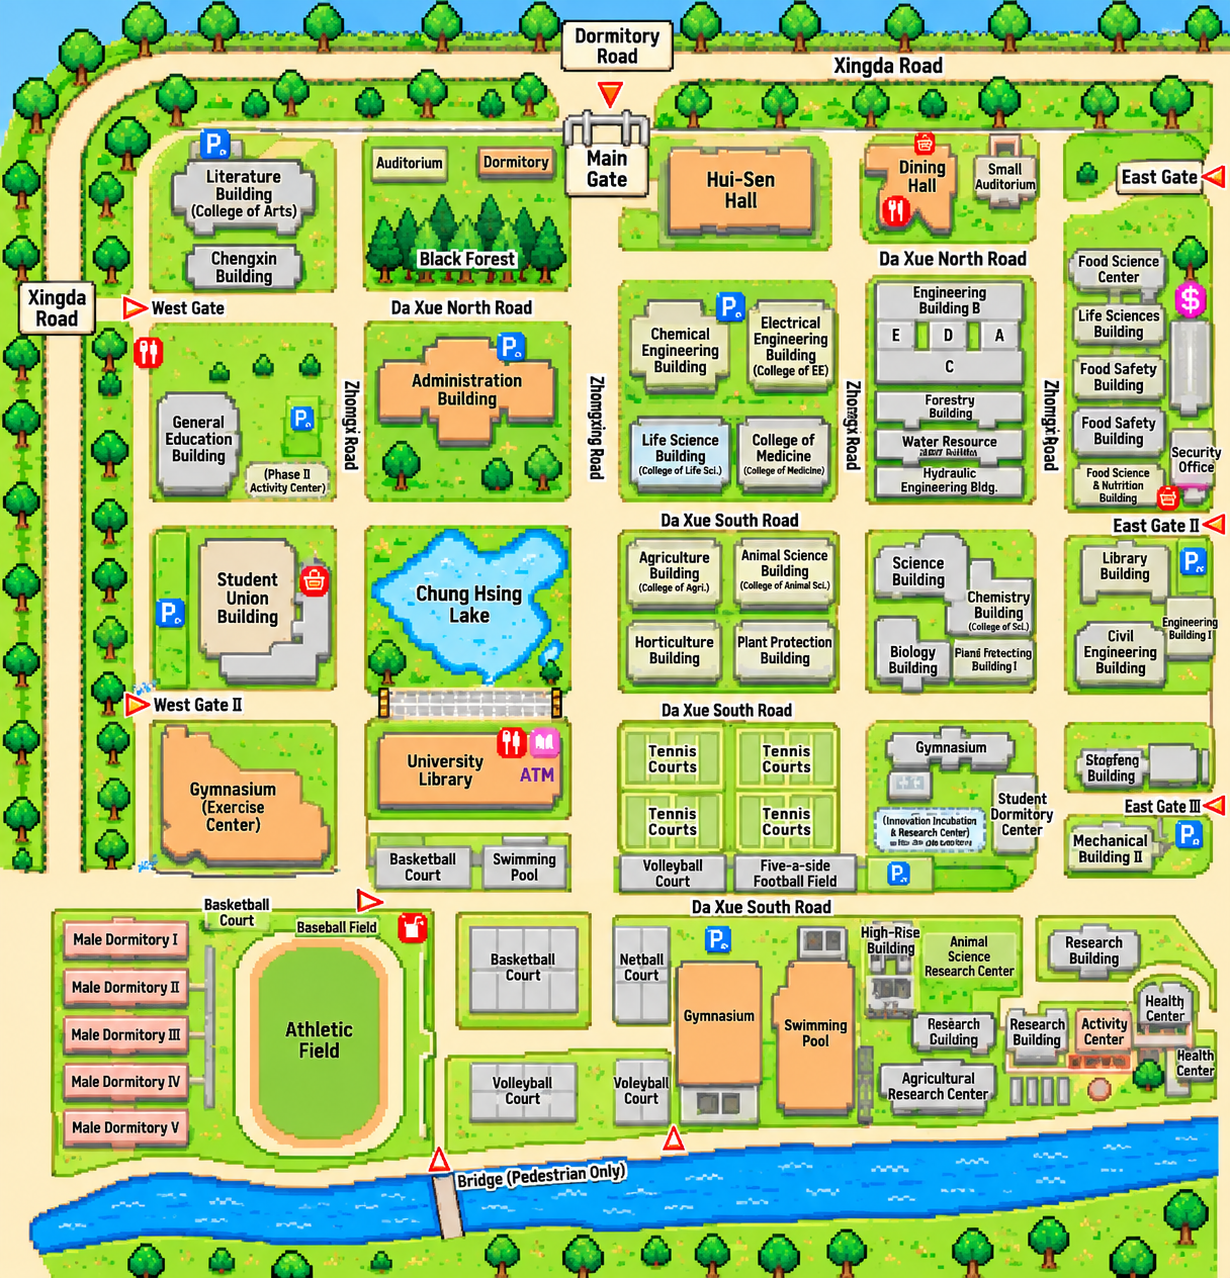 Dormitory
Road
Xingda Road
Main
Gate
Literature
Building
(College of Arts)
Chengxin
Building
Auditorium
Dormitory
Black Forest
Hui-Sen
Hall
Dining
Hall
Small
Auditorium
East Gate
Xingda
Road
West Gate
Da Xue North Road
Da Xue North Road
Food Science
Center
$
Life Sciences
Building
Food Safety
Building
Food Safety
Building
Food Science
& Nutrition
Building
Security
Office
P
General
Education
Building
P
(Phase II
Activity Center)
Zhongxi Road
P
Administration
Building
Zhongxing Road
P
Chemical
Engineering
Building
Electrical
Engineering
Building
(College of EE)
Life Science
Building
(College of Life Sci.)
College of
Medicine
(College of Medicine)
Road
Engineering
Building B
E D A
C
Forestry
Building
Water Resource
Hydraulic
Engineering Bldg.
Road
Da Xue South Road
East Gate II
P
Student
Union
Building
Chung Hsing
Lake
Agriculture
Building
(College of Agri.)
Animal Science
Building
(College of Animal Sci.)
Horticulture
Building
Plant Protection
Building
Science
Building
Chemistry
Building
(College of Sci.)
Biology
Building
Building I
Library
Building
P
Engineering
Building I
Civil
Engineering
Building
West Gate II
Da Xue South Road
Gymnasium
(Exercise
Center)
University
Library
ATM
Basketball
Court
Swimming
Pool
Tennis
Courts
Tennis
Courts
Tennis
Courts
Tennis
Courts
Volleyball
Court
Five-a-side
Football Field
P
Gymnasium
Student
Dormitory
Center
(Innovation Incubation
& Research Center)
Stopfeng
Building
East Gate III
Mechanical
Building II
P
Da Xue South Road
Basketball
Court
Baseball Field
Male Dormitory I
Male Dormitory II
Male Dormitory III
Male Dormitory IV
Male Dormitory V
Athletic
Field
Basketball
Court
Volleyball
Court
Netball
Court
Voleyball
Court
P
Gymnasium
Swimming
Pool
High-Rise
Building
Animal
Science
Research Center
Research
Building
Agricultural
Research Center
Research
Building
Research
Building
Activity
Center
Health
Center
Health
Center
Bridge (Pedestrian Only)